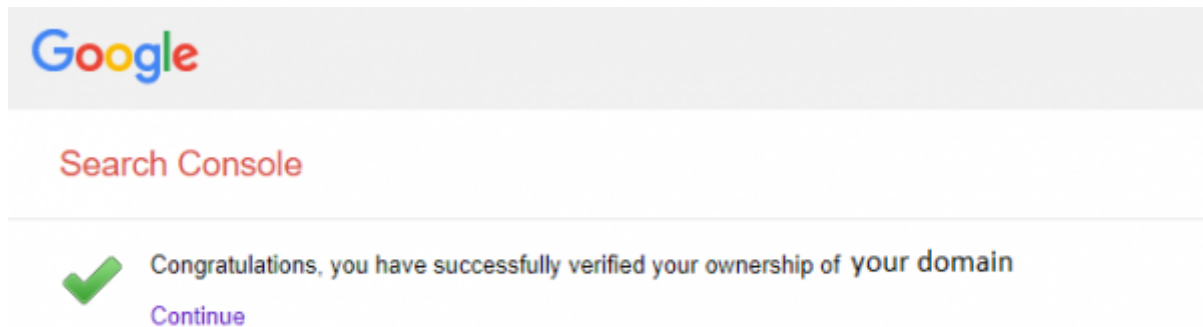 Google
Search Console
Congratulations, you have successfully verified your ownership of your domain
Continue